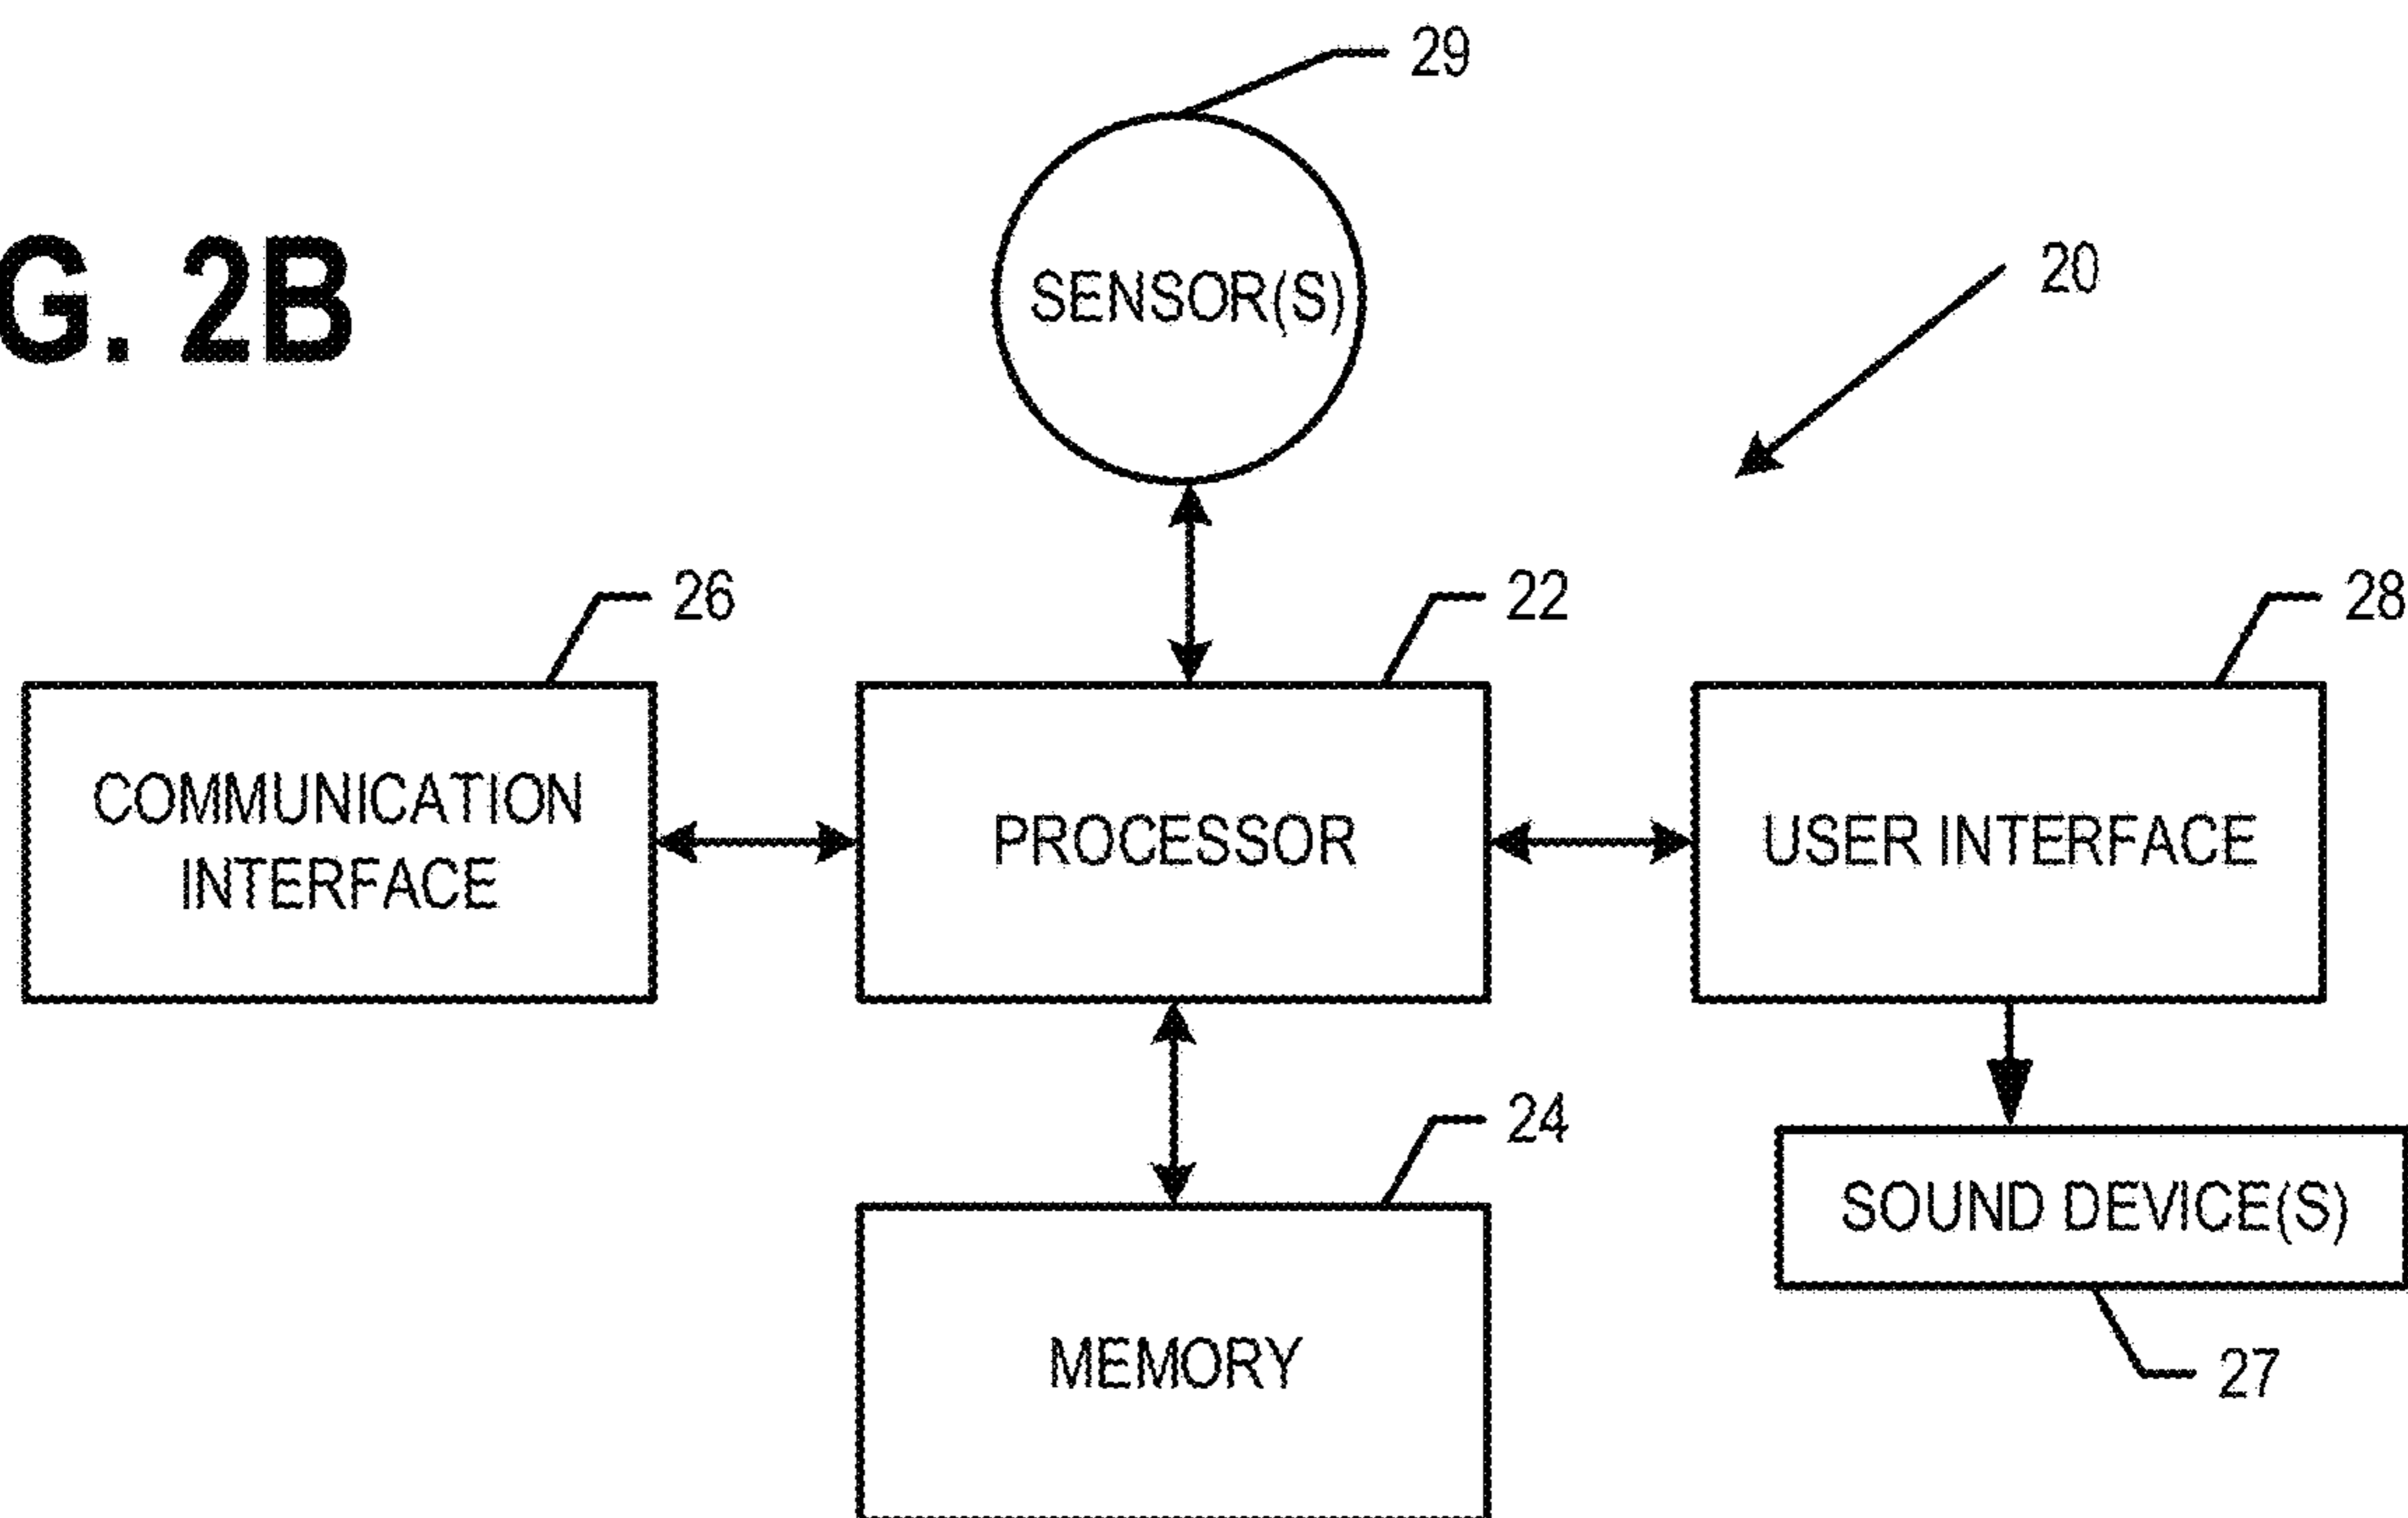 29
G. 2B
SENSOR(S)
20
26
22
28
COMMUNICATION
INTERFACE
PROCESSOR
USER INTERFACE
24
SOUND DEVICE(S)
MEMORY
27